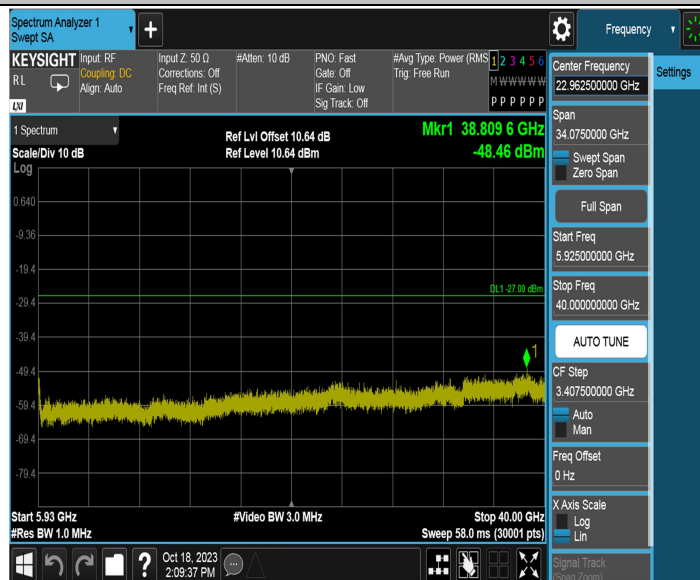 Spectrum Analyzer 1
Swept SA
Frequency
KEYSIGHT
RL
LXI
Input: RF
Coupling: DC
Align: Auto
Input Z: 50 Ω
Corrections: Off
Freq Ref: Int (S)
#Atten: 10 dB
PNO: Fast
Gate: Off
IF Gain: Low
Sig Track: Off
#Avg Type: Power (RMS
Trig: Free Run
1 2 3 4 5 6
M W W W W W
P P P P P P
1 Spectrum
Scale/Div 10 dB
Ref Lvl Offset 10.64 dB
Ref Level 10.64 dBm
Mkr1 38.809 6 GHz
-48.46 dBm
Log
0.640
-9.36
-19.4
-29.4
-39.4
-49.4
-59.4
-69.4
-79.4
DL1 -27.00 dBm
1
Start 5.93 GHz
#Res BW 1.0 MHz
#Video BW 3.0 MHz
Stop 40.00 GHz
Sweep 58.0 ms (30001 pts)
Oct 18, 2023
2:09:37 PM
Center Frequency
22.962500000 GHz
Span
34.0750000 GHz
Swept Span
Zero Span
Full Span
Start Freq
5.925000000 GHz
Stop Freq
40.000000000 GHz
AUTO TUNE
CF Step
3.407500000 GHz
Auto
Man
Freq Offset
0 Hz
X Axis Scale
Log
Lin
Signal Track
(Span Zoom)
Settings